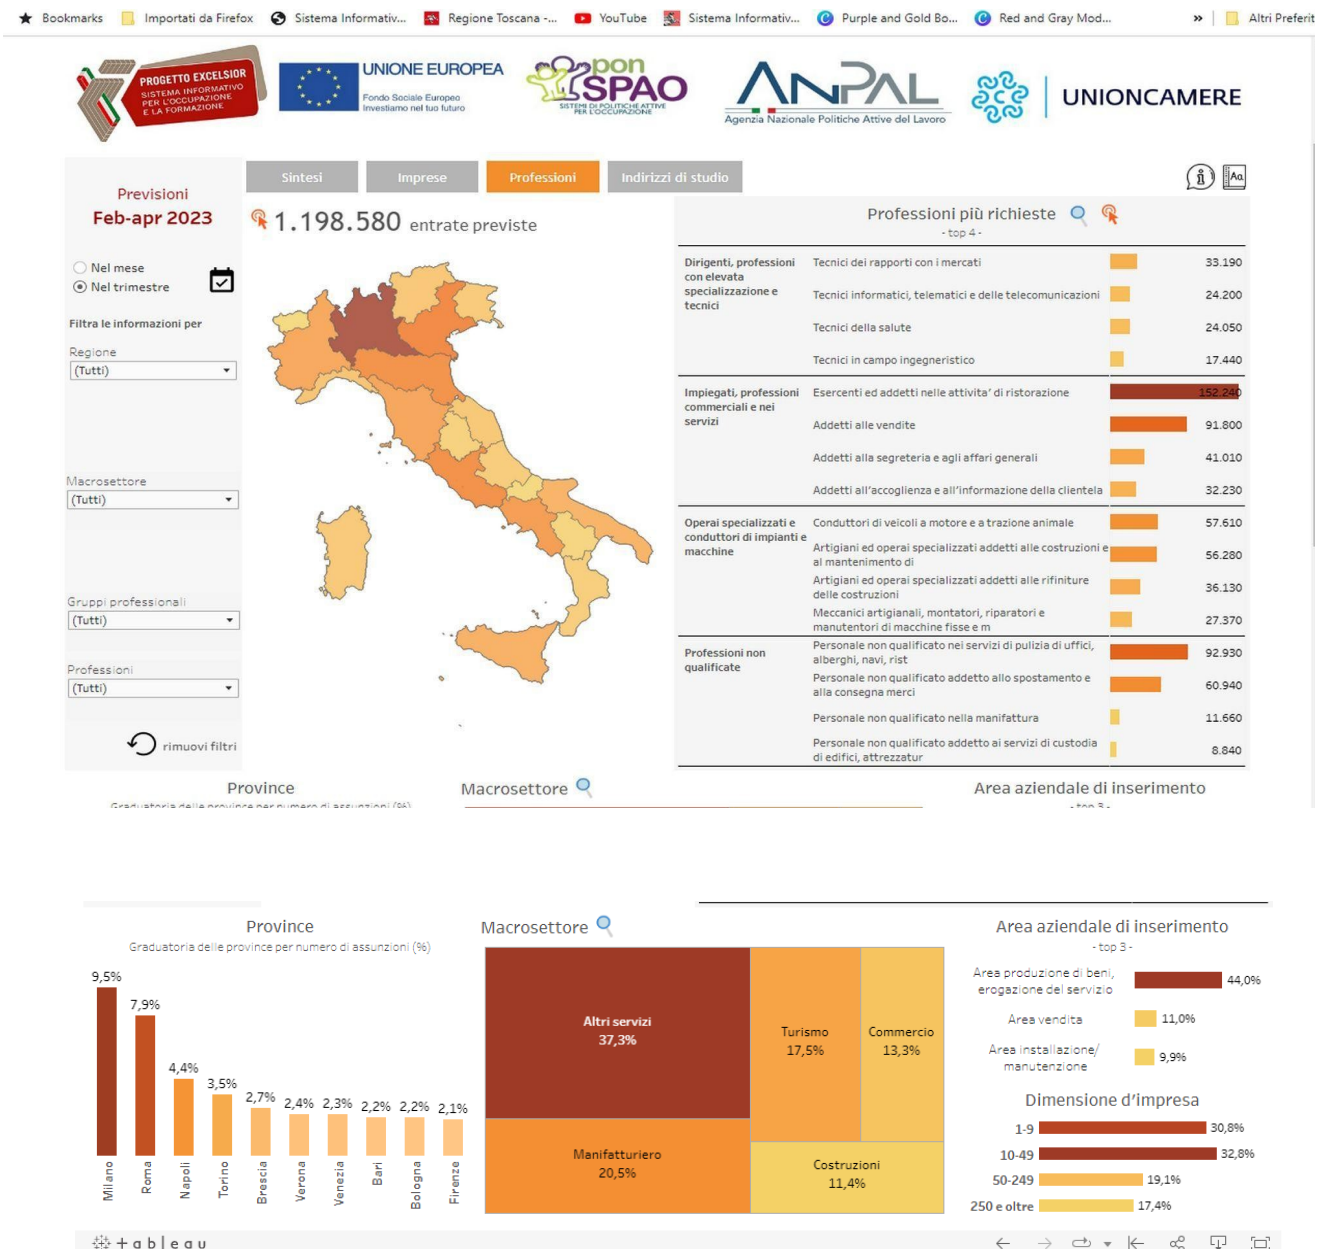 Bookmarks
Importati da Firefox
Sistema Informativ...
Regione Toscana -...
YouTube
Sistema Informativ...
Purple and Gold Bo...
Red and Gray Mod...
»
Altri Preferit
PROGETTO EXCELSIOR
SISTEMA INFORMATIVO
PER L'OCCUPAZIONE
E LA FORMAZIONE
UNIONE EUROPEA
Fondo Sociale Europeo
Investiamo nel tuo futuro
pon
SPAO
SISTEMI DI POLITICHE ATTIVE
PER L'OCCUPAZIONE
ANPAL
Agenzia Nazionale Politiche Attive del Lavoro
UNIONCAMERE
Sintesi
Imprese
Professioni
Indirizzi di studio
Aa
Previsioni
Feb-apr 2023
Nel mese
Nel trimestre
Filtra le informazioni per
Regione
(Tutti)
Macrosettore
(Tutti)
Gruppi professionali
(Tutti)
Professioni
(Tutti)
rimuovi filtri
1.198.580 entrate previste
Professioni più richieste
- top 4 -
Dirigenti, professioni
con elevata
specializzazione e
tecnici
Tecnici dei rapporti con i mercati 33.190
Tecnici informatici, telematici e delle telecomunicazioni 24.200
Tecnici della salute 24.050
Tecnici in campo ingegneristico 17.440
Impiegati, professioni
commerciali e nei
servizi
Esercenti ed addetti nelle attivita' di ristorazione 152.240
Addetti alle vendite 91.800
Addetti alla segreteria e agli affari generali 41.010
Addetti all'accoglienza e all'informazione della clientela 32.230
Operai specializzati e
conduttori di impianti e
macchine
Conduttori di veicoli a motore e a trazione animale 57.610
Artigiani ed operai specializzati addetti alle costruzioni e
al mantenimento di 56.280
Artigiani ed operai specializzati addetti alle rifiniture
delle costruzioni 36.130
Meccanici artigianali, montatori, riparatori e
manutentori di macchine fisse e m 27.370
Professioni non
qualificate
Personale non qualificato nei servizi di pulizia di uffici,
alberghi, navi, rist 92.930
Personale non qualificato addetto allo spostamento e
alla consegna merci 60.940
Personale non qualificato nella manifattura 11.660
Personale non qualificato addetto ai servizi di custodia
di edifici, attrezzatur 8.840
Province
Graduatoria delle province per numero di assunzioni (%)
Macrosettore
Area aziendale di inserimento
- top 3 -
Province
Graduatoria delle province per numero di assunzioni (%)
9,5%
7,9%
4,4%
3,5%
2,7%
2,4%
2,3%
2,2%
2,2%
2,1%
Milano
Roma
Napoli
Torino
Brescia
Verona
Venezia
Bari
Bologna
Firenze
Macrosettore
Altri servizi
37,3%
Turismo
17,5%
Commercio
13,3%
Manifatturiero
20,5%
Costruzioni
11,4%
Area aziendale di inserimento
- top 3 -
Area produzione di beni,
erogazione del servizio
44,0%
Area vendita 11,0%
Area installazione/
manutenzione
9,9%
Dimensione d'impresa
1-9 30,8%
10-49 32,8%
50-249 19,1%
250 e oltre 17,4%
+ a b l e a u